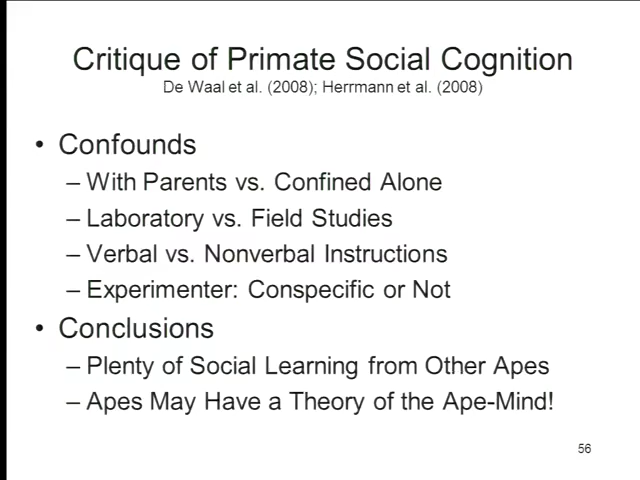 Critique of Primate Social Cognition
De Waal et al. (2008); Herrmann et al. (2008)
• Confounds
– With Parents vs. Confined Alone
– Laboratory vs. Field Studies
– Verbal vs. Nonverbal Instructions
– Experimenter: Conspecific or Not
• Conclusions
– Plenty of Social Learning from Other Apes
– Apes May Have a Theory of the Ape-Mind!
56